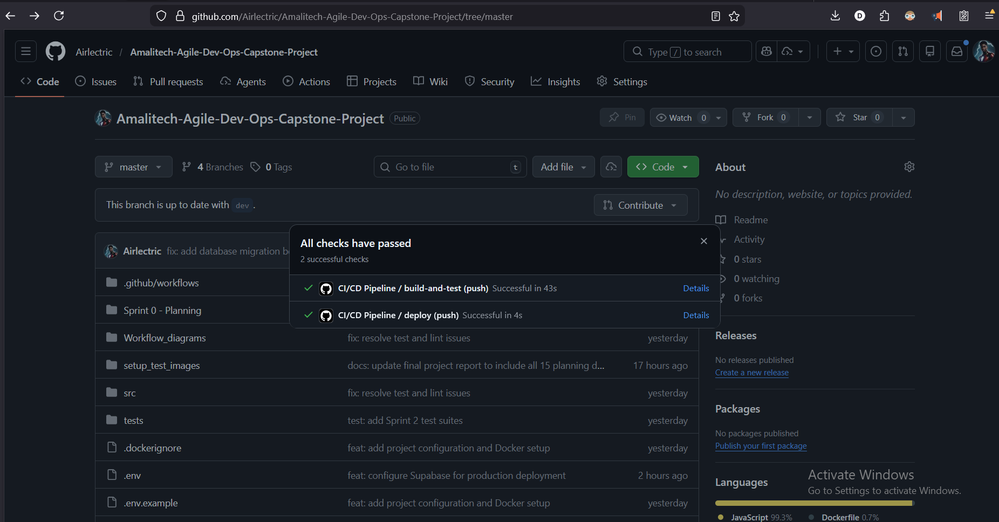 github.com/Airlectric/Amalitech-Agile-Dev-Ops-Capstone-Project/tree/master
Airlectric / Amalitech-Agile-Dev-Ops-Capstone-Project
Type / to search
Code
Issues
Pull requests
Agents
Actions
Projects
Wiki
Security
Insights
Settings
Amalitech-Agile-Dev-Ops-Capstone-Project
Public
Pin
Watch 0
Fork 0
Star 0
master
4 Branches
0 Tags
Go to file
t
Add file
Code
This branch is up to date with dev .
Contribute
Airlectric fix: add database migration b
All checks have passed
2 successful checks
CI/CD Pipeline / build-and-test (push) Successful in 43s
Details
CI/CD Pipeline / deploy (push) Successful in 4s
Details
.github/workflows
Sprint 0 - Planning
Workflow_diagrams
fix: resolve test and lint issues
yesterday
setup_test_images
docs: update final project report to include all 15 planning d...
17 hours ago
src
fix: resolve test and lint issues
yesterday
tests
test: add Sprint 2 test suites
yesterday
.dockerignore
feat: add project configuration and Docker setup
yesterday
.env
feat: configure Supabase for production deployment
2 hours ago
.env.example
feat: add project configuration and Docker setup
yesterday
About
No description, website, or topics provided.
Readme
Activity
0 stars
0 watching
0 forks
Releases
No releases published
Create a new release
Packages
No packages published
Publish your first package
Languages
JavaScript 99.3%
Dockerfile 0.7%
Activate Windows
Go to Settings to activate Windows.
D